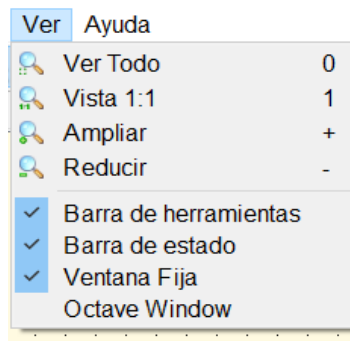 Ver Ayuda
Ver Todo 0
Vista 1:1 1
Ampliar +
Reducir -
Barra de herramientas
Barra de estado
Ventana Fija
Octave Window